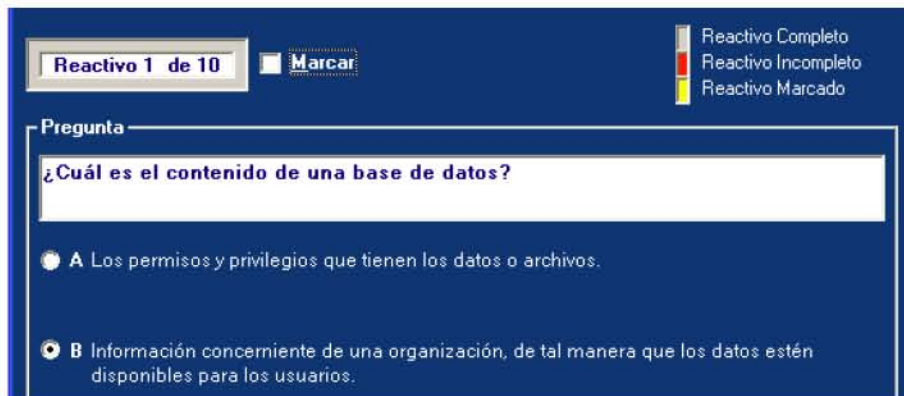 Reactivo 1 de 10
Marcar
Reactivo Completo
Reactivo Incompleto
Reactivo Marcado
Pregunta
¿Cuál es el contenido de una base de datos?
A Los permisos y privilegios que tienen los datos o archivos.
B Información concerniente de una organización, de tal manera que los datos estén
disponibles para los usuarios.